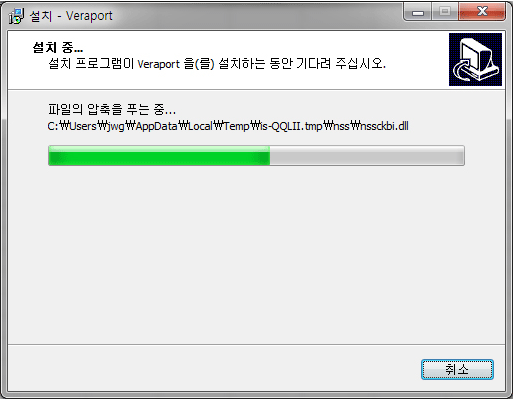 설치 - Veraport
설치 중...
설치 프로그램이 Veraport 을(를) 설치하는 동안 기다려 주십시오.
파일의 압축을 푸는 중...
C:₩Users₩jwg₩AppData₩Local₩Temp₩is-QQLII.tmp₩nss₩nssckbi.dll
취소